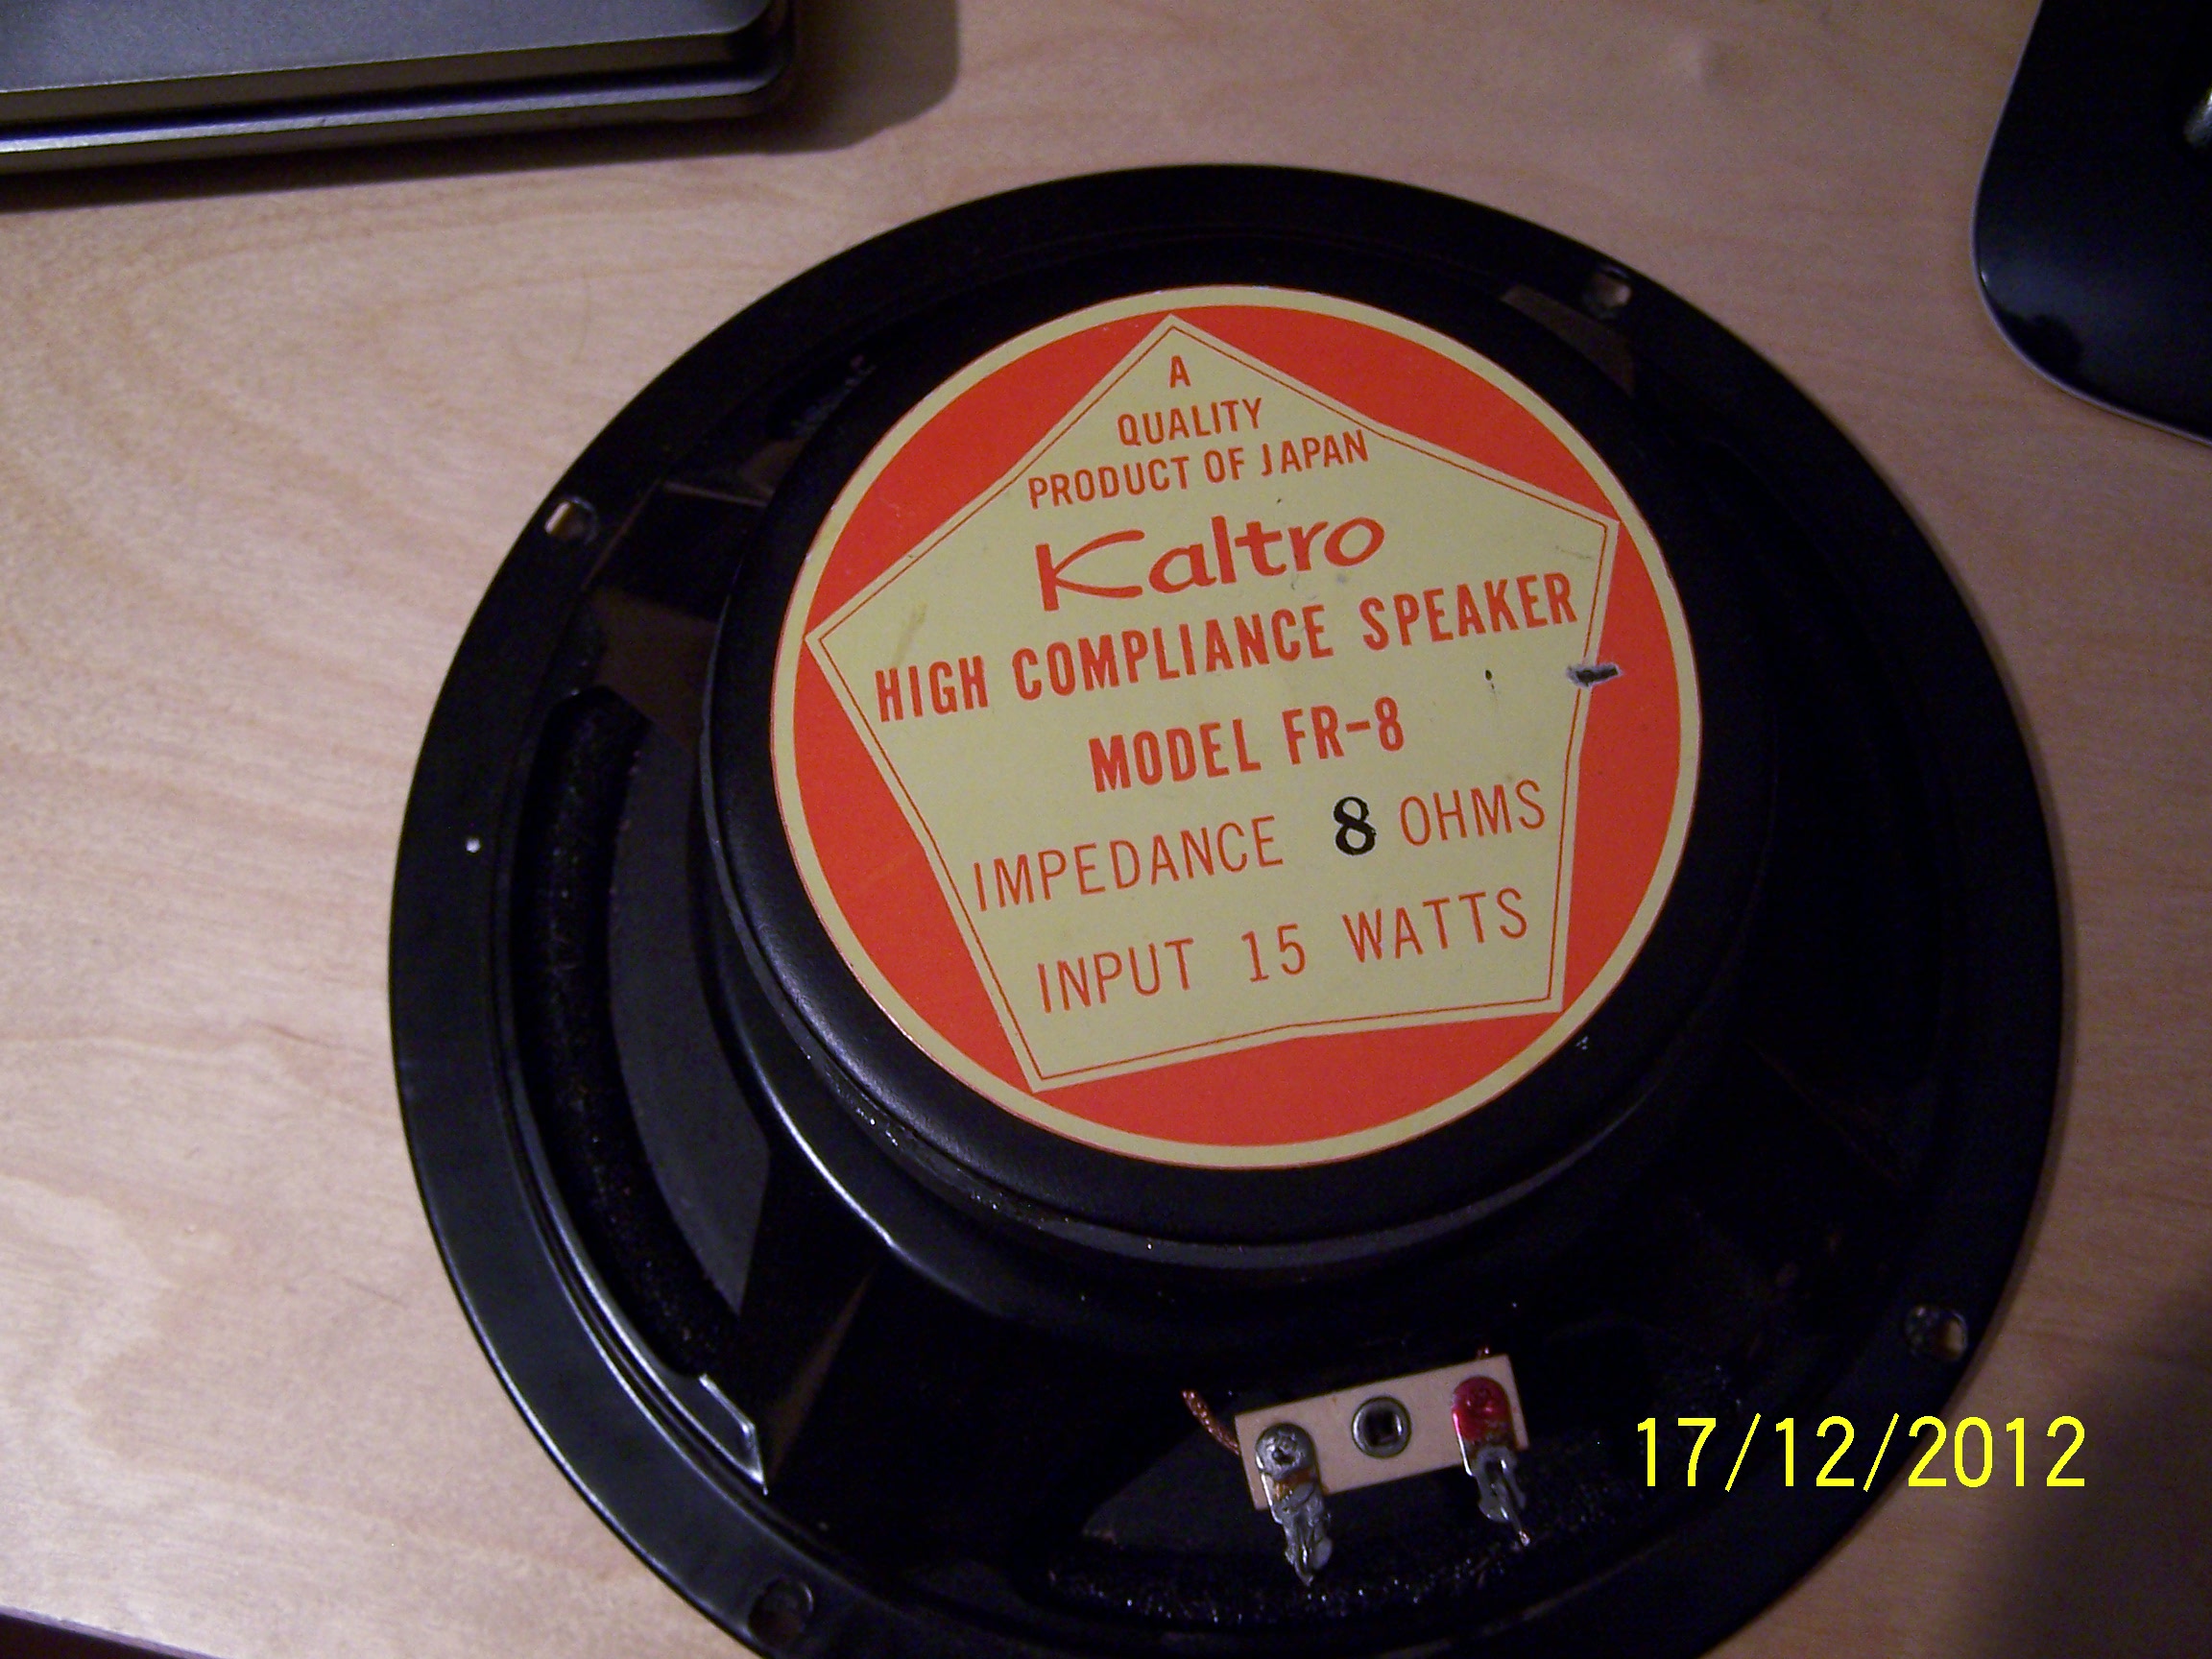 A
QUALITY
PRODUCT OF JAPAN
Kaltro
HIGH COMPLIANCE SPEAKER
MODEL FR-8
IMPEDANCE 8 OHMS
INPUT 15 WATTS
17/12/2012